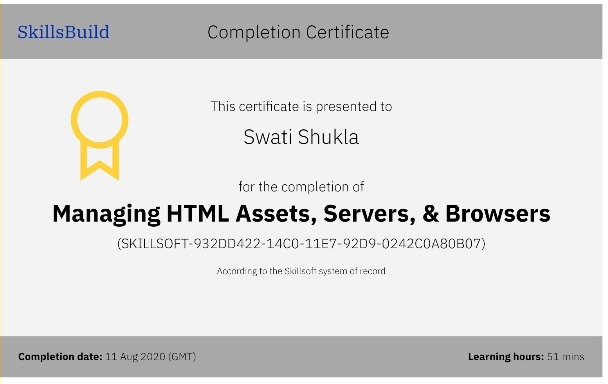 SkillsBuild Completion Certificate
This certificate is presented to
Swati Shukla
for the completion of
Managing HTML Assets, Servers, & Browsers
(SKILLSOFT-932DD422-14C0-11E7-92D9-0242C0A80B07)
According to the Skillsoft system of record
Completion date: 11 Aug 2020 (GMT) Learning hours: 51 mins